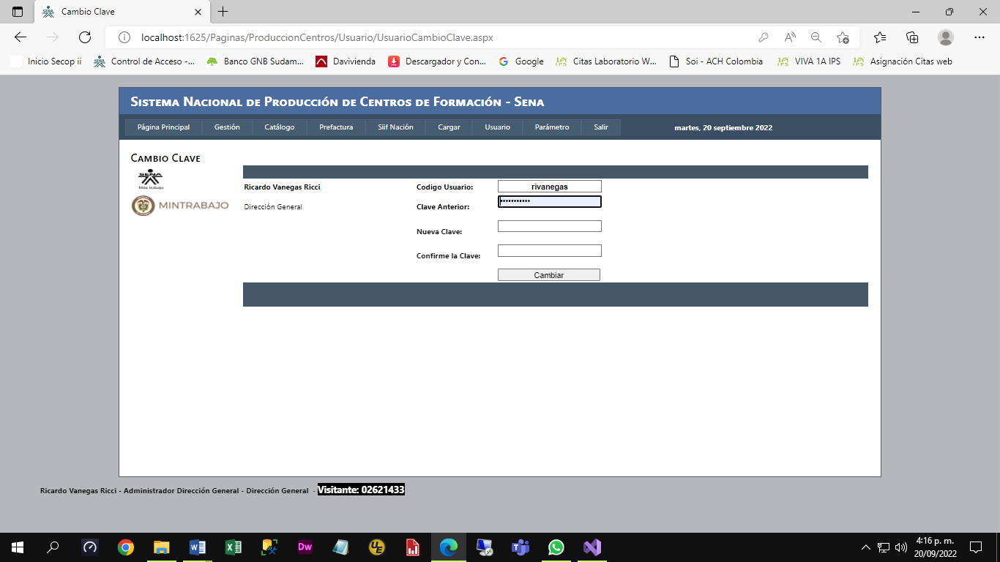 Cambio Clave
localhost:1625/Paginas/ProduccionCentros/Usuario/UsuarioCambioClave.aspx
Inicio Secop ii Control de Acceso -... Banco GNB Sudam... Davivienda Descargador y Con... Google Citas Laboratorio W... Soi - ACH Colombia VIVA 1A IPS Asignación Citas web
Sistema Nacional de Producción de Centros de Formación - Sena
Página Principal Gestión Catálogo Prefactura Siif Nación Cargar Usuario Parámetro Salir martes, 20 septiembre 2022
Cambio Clave
SENA
Más trabajo
MINTRABAJO
Ricardo Vanegas Ricci Codigo Usuario: rivanegas
Dirección General Clave Anterior: •••••••••••
Nueva Clave:
Confirme la Clave:
Cambiar
Ricardo Vanegas Ricci - Administrador Dirección General - Dirección General - Visitante: 02621433
Dw UE
4:16 p. m.
20/09/2022